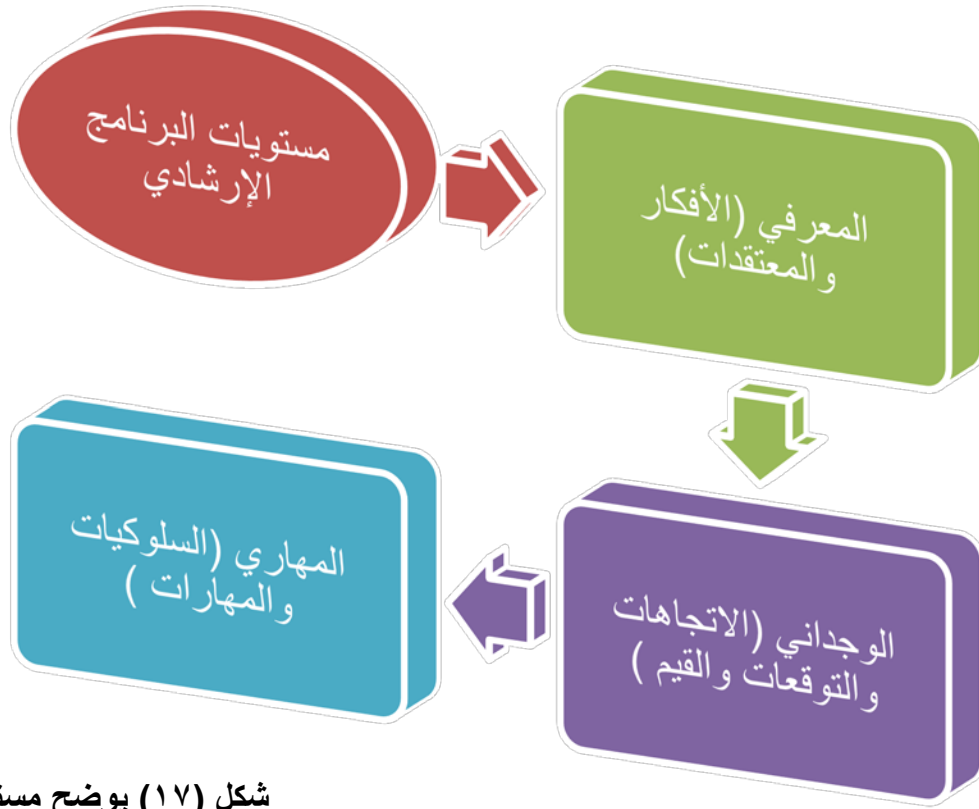 مستويات البرنامج
الإرشادي
المعرفي (الأفكار
والمعتقدات)
الوجداني (الاتجاهات
والتوقعات والقيم )
المهاري (السلوكيات
والمهارات )
شكل (١٧) يوضح